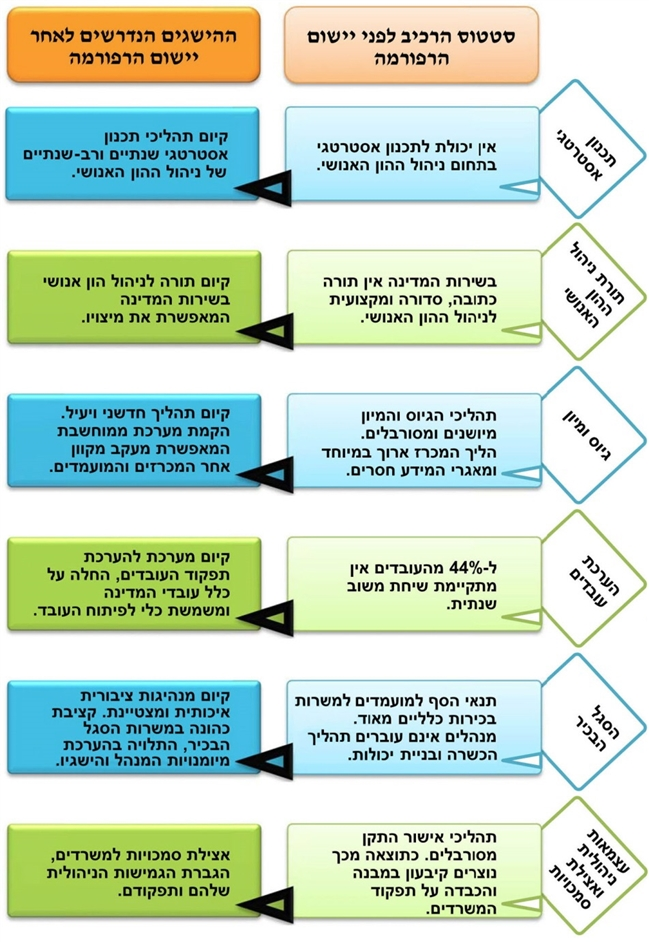 סטטוס הרכיב לפני יישום
הרפורמה
ההישגים הנדרשים לאחר
יישום הרפורמה
תכנון
אסטרטגי
אין יכולת לתכנון אסטרטגי
בתחום ניהול ההון האנושי.
קיום תהליכי תכנון
אסטרטגי שנתיים ורב-שנתיים
של ניהול ההון האנושי.
תורת ניהול
ההון
האנושי
בשירות המדינה אין תורה
כתובה, סדורה ומקצועית
לניהול ההון האנושי.
קיום תורה לניהול הון אנושי
בשירות המדינה
המאפשרת את מיצויו.
גיוס ומיון
תהליכי הגיוס והמיון
מיושנים ומסורבלים.
הליך המכרז ארוך במיוחד
ומאגרי המידע חסרים.
קיום תהליך חדשני ויעיל.
הקמת מערכת ממוחשבת
המאפשרת מעקב מקוון
אחר המכרזים והמועמדים.
הערכת
עובדים
ל-44% מהעובדים אין
מתקיימת שיחת משוב
שנתית.
קיום מערכת להערכת
תפקוד העובדים, החלה על
כלל עובדי המדינה
ומשמשת כלי לפיתוח העובד.
הסגל
הבכיר
תנאי הסף למועמדים למשרות
בכירות כלליים מאוד.
מנהלים אינם עוברים תהליך
הכשרה ובניית יכולות.
קיום מנהיגות ציבורית
איכותית ומצטיינת. קציבת
כהונה במשרות הסגל
הבכיר, התלויה בהערכת
מיומנויות המנהל והישגיו.
עצמאות
ניהולית
ואצילת
סמכויות
תהליכי אישור התקן
מסורבלים. כתוצאה מכך
נוצרים קיבעון במבנה
והכבדה על תפקוד
המשרדים.
אצילת סמכויות למשרדים,
הגברת הגמישות הניהולית
שלהם ותפקודם.